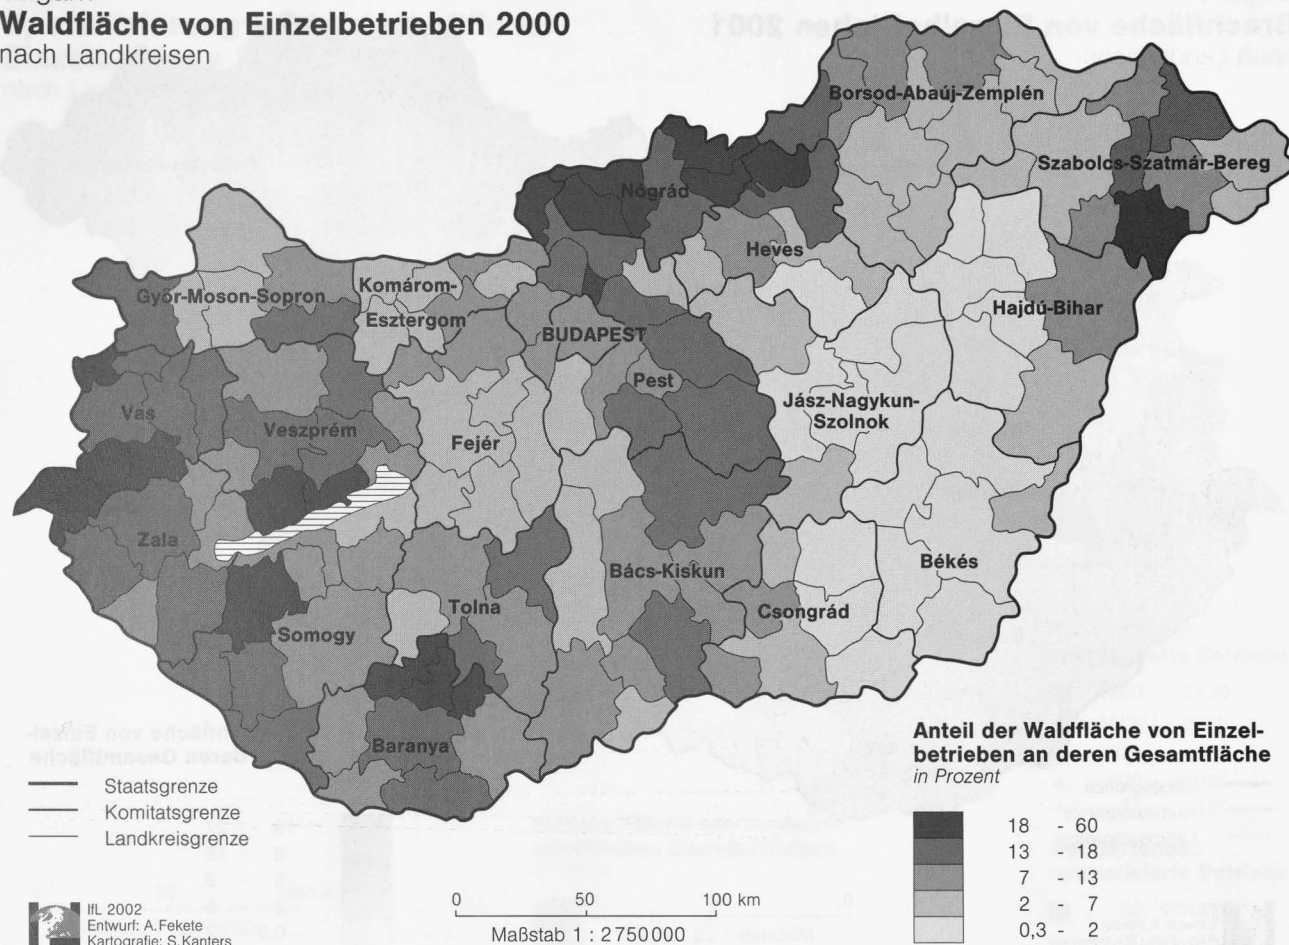 Waldfläche von Einzelbetrieben 2000
nach Landkreisen
Borsod-Abaúj-Zemplén
Szabolcs-Szatmár-Bereg
Nógrád
Heves
Győr-Moson-Sopron
Komárom-
Esztergom
BUDAPEST
Hajdú-Bihar
Pest
Vas
Veszprém
Fejér
Jász-Nagykun-
Szolnok
Zala
Bács-Kiskun
Békés
Tolna
Csongrád
Somogy
Baranya
Staatsgrenze
Komitatsgrenze
Landkreisgrenze
Anteil der Waldfläche von Einzel-
betrieben an deren Gesamtfläche
in Prozent
18 - 60
13 - 18
7 - 13
2 - 7
0,3 - 2
0 50 100 km
Maßstab 1 : 2750000
IfL 2002
Entwurf: A.Fekete
Kartografie: S.Kanters